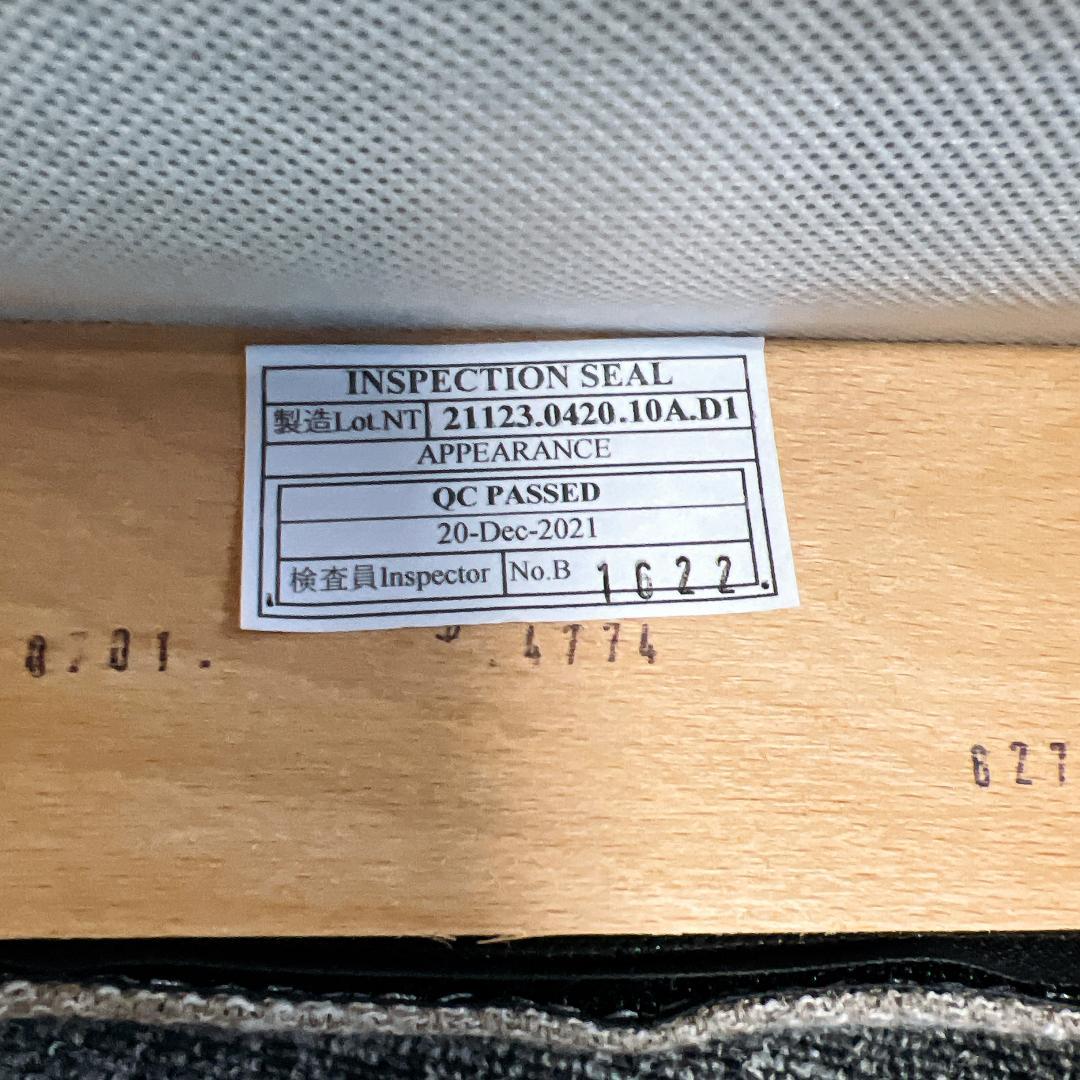 INSPECTION SEAL
製造Lot.NT 21123.0420.10A.D1
APPEARANCE
QC PASSED
20-Dec-2021
検査員Inspector No.B 1622
.4774
627